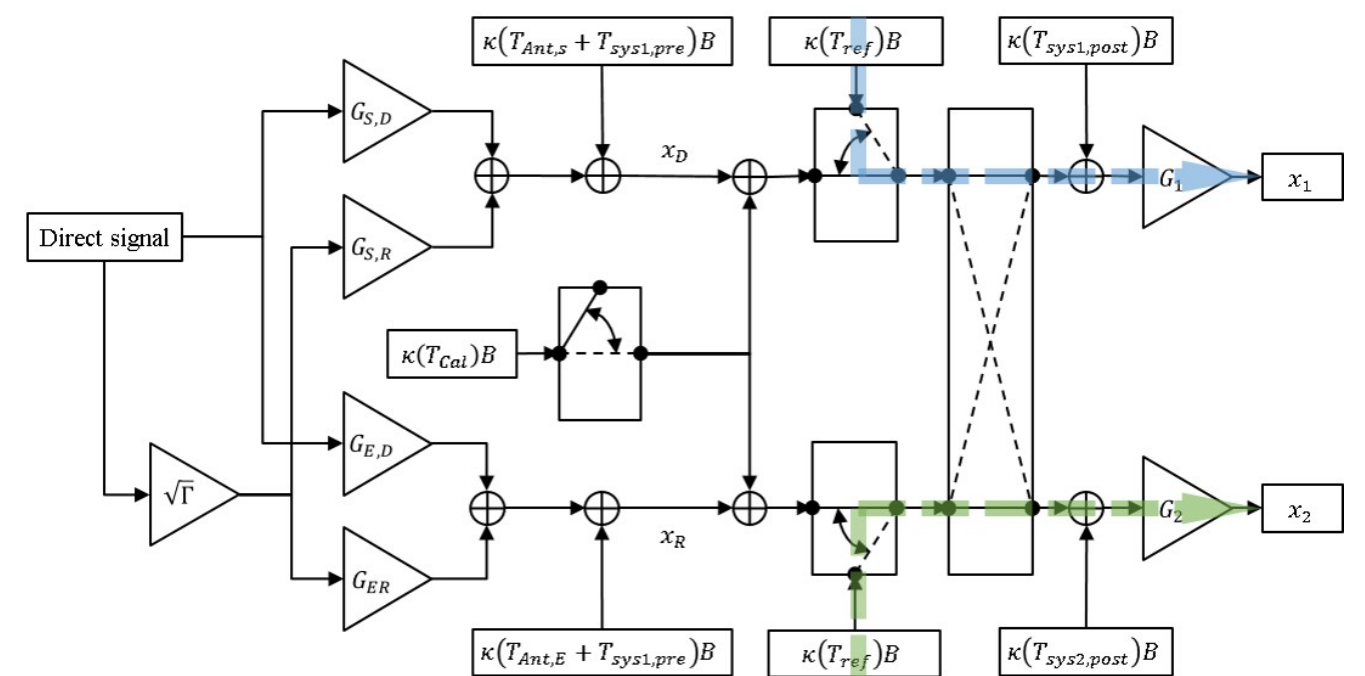 κ(T_{Ant,s} + T_{sys1,pre})B
κ(T_{ref})B
κ(T_{sys1,post})B
G_{S,D}
x_D
G_1
x_1
Direct signal
G_{S,R}
κ(T_{Cal})B
G_{E,D}
√Γ
G_2
x_2
x_R
G_{ER}
κ(T_{Ant,E} + T_{sys1,pre})B
κ(T_{ref})B
κ(T_{sys2,post})B